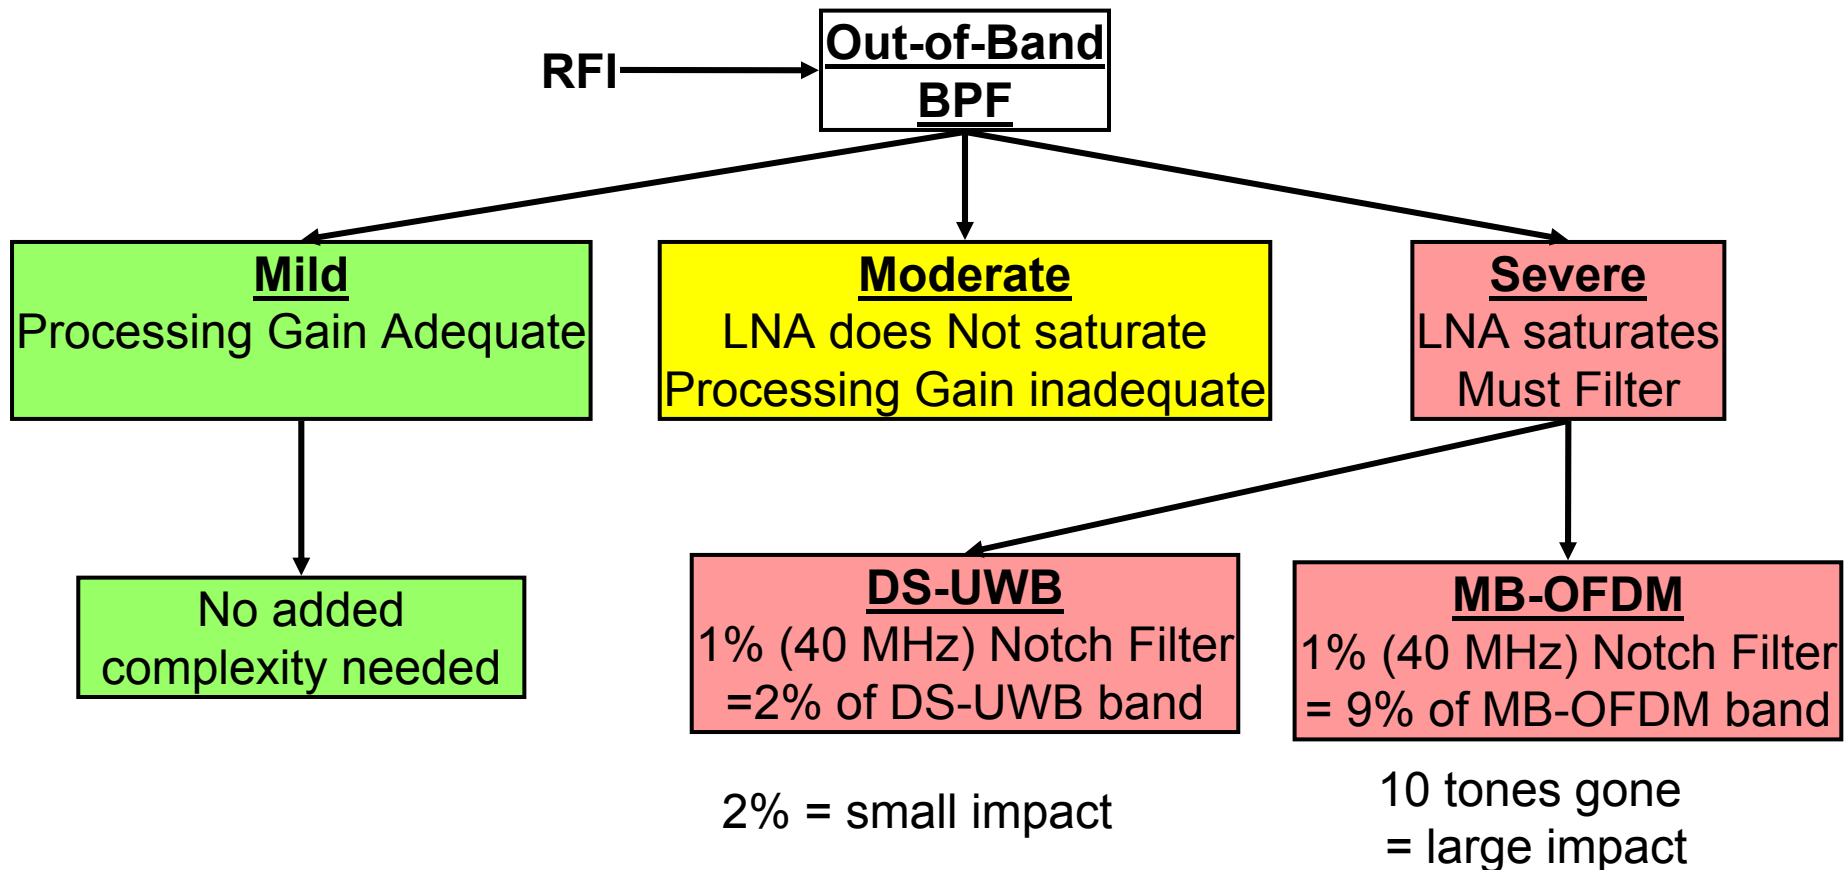 RFI
Out-of-Band
BPF
Mild
Processing Gain Adequate
Moderate
LNA does Not saturate
Processing Gain inadequate
Severe
LNA saturates
Must Filter
No added
complexity needed
DS-UWB
1% (40 MHz) Notch Filter
=2% of DS-UWB band
MB-OFDM
1% (40 MHz) Notch Filter
= 9% of MB-OFDM band
2% = small impact
10 tones gone
= large impact